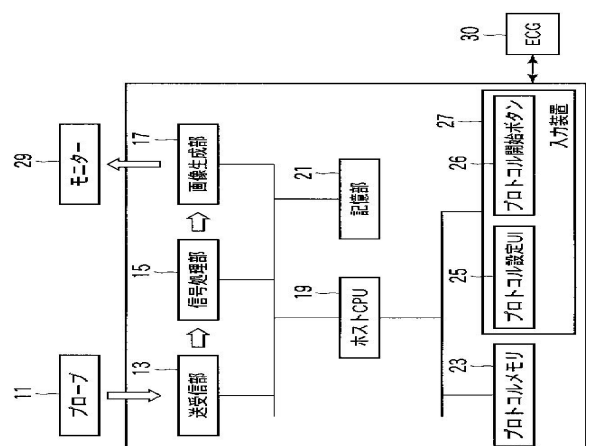 11
プローブ
29
モニター
30
ECG
13
送受信部
15
信号処理部
17
画像生成部
19
ホストCPU
21
記憶部
23
プロトコルメモリ
25
プロトコル設定UI
26
プロトコル開始ボタン
27
入力装置